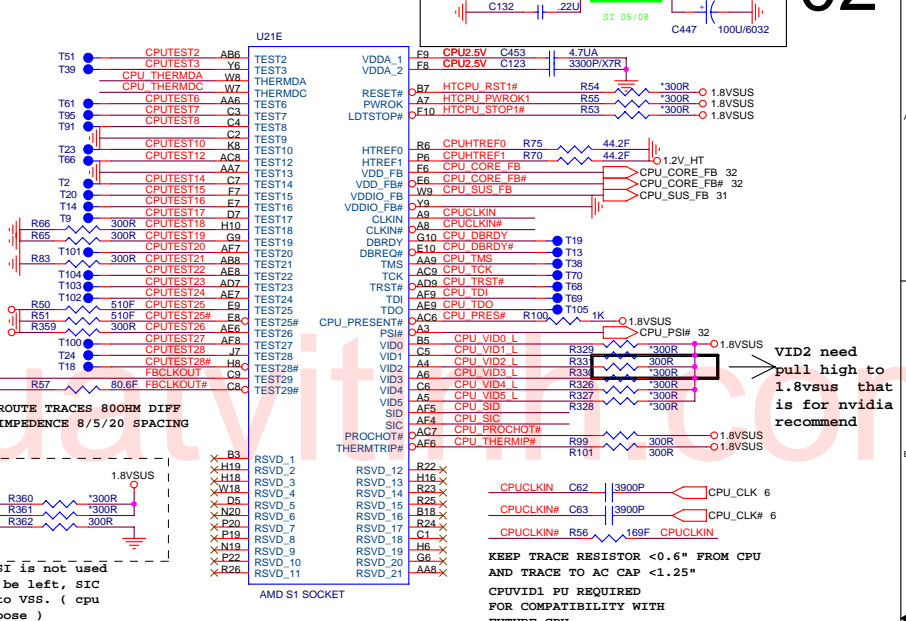 C132 .22U
SI 05/08
C447 100U/6032
U21E
T51 CPUTEST2 AB6 TEST2 VDDA_1 F9 CPU2.5V C453 4.7UA
T39 CPUTEST3 Y6 TEST3 VDDA_2 F8 CPU2.5V C123 3300P/X7R
CPU_THERMDA W8 THERMDA
CPU_THERMDC W7 THERMDC RESET# B7 HTCPU_RST1# R54 *300R 1.8VSUS
T61 CPUTEST6 AA6 TEST6 PWROK A7 HTCPU_PWROK1 R55 *300R 1.8VSUS
T95 CPUTEST7 C3 TEST7 LDTSTOP# F10 HTCPU_STOP1# R53 *300R 1.8VSUS
T91 CPUTEST8 C4 TEST8
C2 TEST9
T23 CPUTEST10 K8 TEST10 HTREF0 R6 CPUHTREF0 R75 44.2F
T66 CPUTEST12 AC8 TEST12 HTREF1 P6 CPUHTREF1 R70 44.2F 1.2V_HT
AA7 TEST13 VDD_FB F6 CPU_CORE_FB CPU_CORE_FB 32
T2 CPUTEST14 C7 TEST14 VDD_FB# E6 CPU_CORE_FB# CPU_CORE_FB# 32
T20 CPUTEST15 F7 TEST15 VDDIO_FB W9 CPU_SUS_FB CPU_SUS_FB 31
T14 CPUTEST16 E7 TEST16 VDDIO_FB# Y9
T9 CPUTEST17 D7 TEST17 CLKIN A9 CPUCLKIN
R66 300R CPUTEST18 H10 TEST18 CLKIN# A8 CPUCLKIN#
R65 300R CPUTEST19 G9 TEST19 DBRDY G10 CPU_DBRDY T19
T101 CPUTEST20 AF7 TEST20 DBREQ# E10 CPU_DBRDY# T13
R83 300R CPUTEST21 AB8 TEST21 TMS AA9 CPU_TMS T38
T104 CPUTEST22 AE8 TEST22 TCK AC9 CPU_TCK T70
T103 CPUTEST23 AD7 TEST23 TRST# AD9 CPU_TRST# T68
T102 CPUTEST24 AE7 TEST24 TDI AF9 CPU_TDI T69
R50 510F CPUTEST25 E9 TEST25 TDO AE9 CPU_TDO T105
R51 510F CPUTEST25# F8 TEST25# CPU_PRESENT# AC6 CPU_PRES# R100 1K 1.8VSUS
R359 300R CPUTEST26 AE6 TEST26 PSI# A3 CPU_PSI# 32
T100 CPUTEST27 AF8 TEST27 VID0 B5 CPU_VID0_L 1.8VSUS
T24 CPUTEST28 J7 TEST28 VID1 C5 CPU_VID1_L R329 *300R
T18 CPUTEST28# H8 TEST28# VID2 A4 CPU_VID2_L *300R
FBCLKOUT C9 TEST29 VID3 A6 CPU_VID3_L R330 *300R
R57 80.6F FBCLKOUT# C8 TEST29# VID4 C6 CPU_VID4_L R326 *300R
VID5 A5 CPU_VID5_L R327 *300R
SID AF5 CPU_SID R328 *300R
SIC AF4 CPU_SIC
PROCHOT# AC7 CPU_PROCHOT# 1.8VSUS
THERMTRIP# AF6 CPU_THERMIP# R99 300R 1.8VSUS
R101 300R
VID2 need
pull high to
1.8vsus that
is for nvidia
recommend
ROUTE TRACES 80OHM DIFF
IMPEDENCE 8/5/20 SPACING
B3 RSVD_1
H19 RSVD_2 RSVD_12 R22
H18 RSVD_3 RSVD_13 H16
W18 RSVD_4 RSVD_14 R23
D5 RSVD_5 RSVD_15 R25
N20 RSVD_6 RSVD_16 B18
P20 RSVD_7 RSVD_17 R24
P19 RSVD_8 RSVD_18 C1
N19 RSVD_9 RSVD_19 H6
P22 RSVD_10 RSVD_20 G6
R26 RSVD_11 RSVD_21 AA8
AMD S1 SOCKET
1.8VSUS
R360 *300R
R361 *300R
R362 300R
SI is not used
be left, SIC
to VSS. ( cpu
pose )
CPUCLKIN C62 3900P CPU_CLK 6
CPUCLKIN# C63 3900P CPU_CLK# 6
CPUCLKIN# R56 169F CPUCLKIN
KEEP TRACE RESISTOR <0.6" FROM CPU
AND TRACE TO AC CAP <1.25"
CPUVID1 PU REQUIRED
FOR COMPATIBILITY WITH